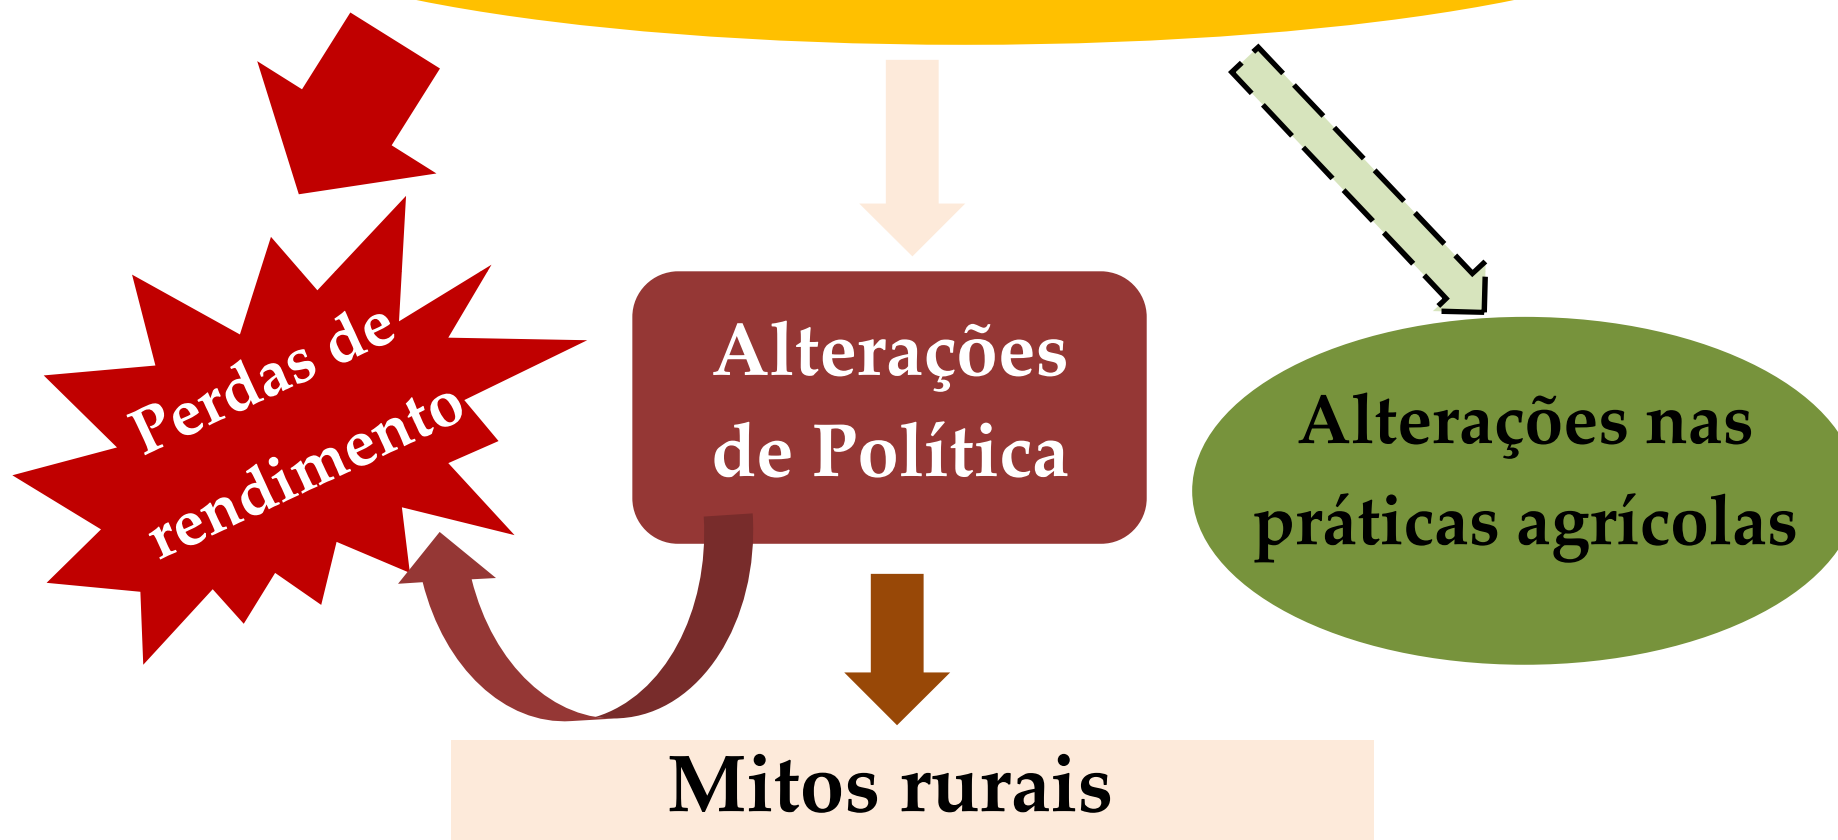 Perdas de
rendimento
Alterações
de Política
Alterações nas
práticas agrícolas
Mitos rurais